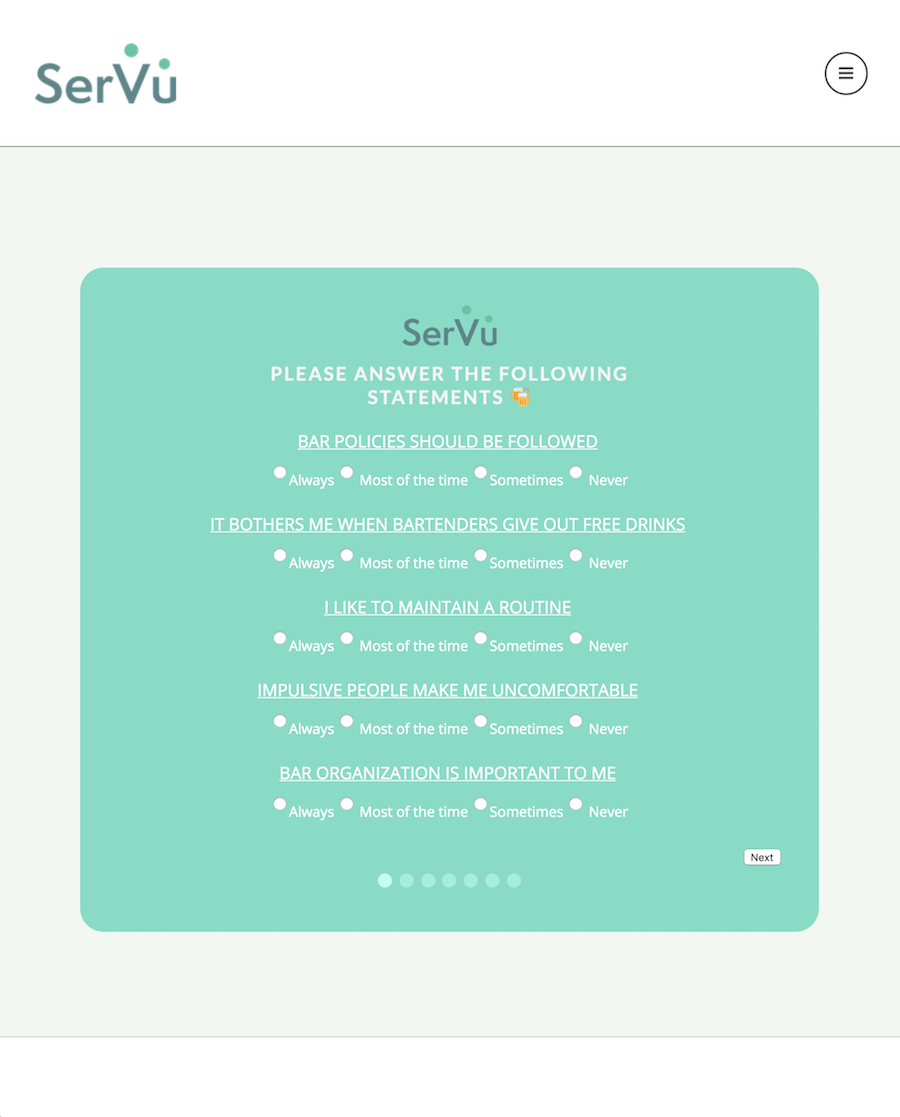 SerVu
SerVu
PLEASE ANSWER THE FOLLOWING
STATEMENTS 🍻
BAR POLICIES SHOULD BE FOLLOWED
Always Most of the time Sometimes Never
IT BOTHERS ME WHEN BARTENDERS GIVE OUT FREE DRINKS
Always Most of the time Sometimes Never
I LIKE TO MAINTAIN A ROUTINE
Always Most of the time Sometimes Never
IMPULSIVE PEOPLE MAKE ME UNCOMFORTABLE
Always Most of the time Sometimes Never
BAR ORGANIZATION IS IMPORTANT TO ME
Always Most of the time Sometimes Never
Next